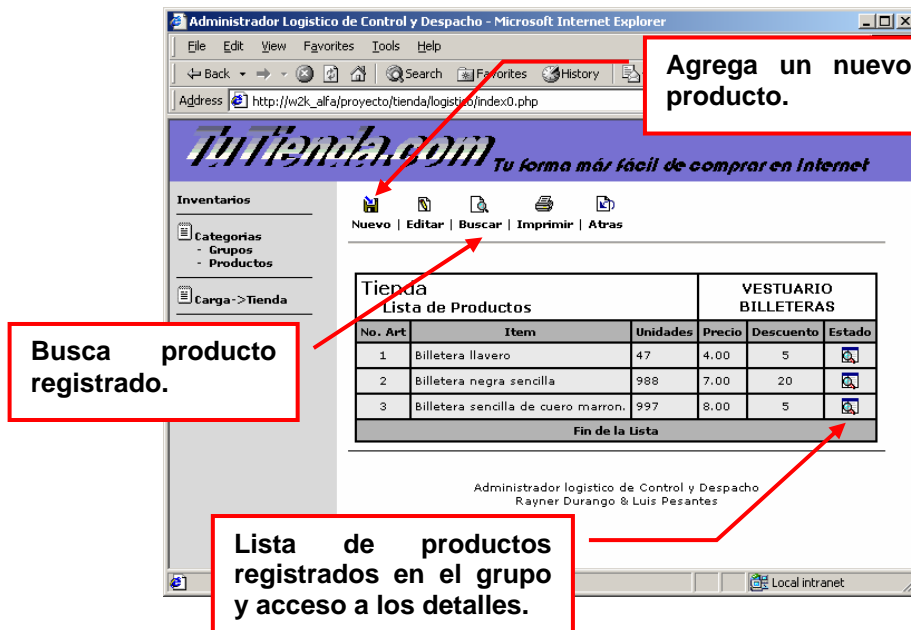 Administrador Logistico de Control y Despacho - Microsoft Internet Explorer
File Edit View Favorites Tools Help
Back Search Favorites History
Address http://w2k_alfa/proyecto/tienda/logistico/index0.php
Agrega un nuevo
producto.
TuTienda.com
Tu forma más fácil de comprar en Internet
Inventarios
Categorias
- Grupos
- Productos
Carga->Tienda
Nuevo | Editar | Buscar | Imprimir | Atras
Tienda
Lista de Productos
VESTUARIO
BILLETERAS
No. Art Item Unidades Precio Descuento Estado
1 Billetera llavero 47 4.00 5
2 Billetera negra sencilla 988 7.00 20
3 Billetera sencilla de cuero marron. 997 8.00 5
Fin de la Lista
Busca producto
registrado.
Administrador logistico de Control y Despacho
Rayner Durango & Luis Pesantes
Lista de productos
registrados en el grupo
y acceso a los detalles.
Local intranet